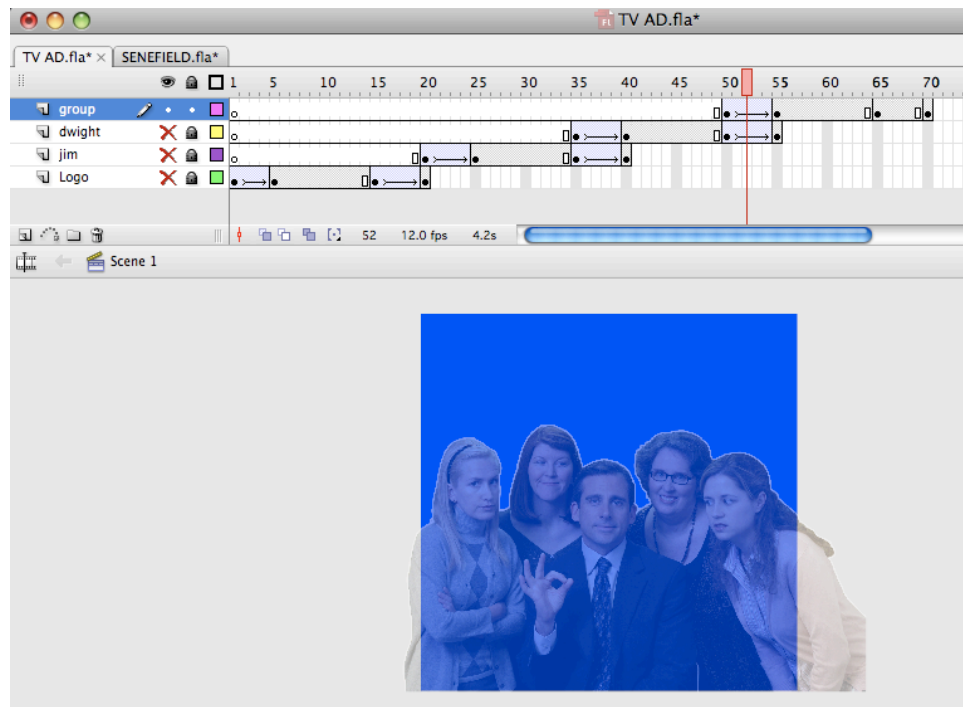 TV AD.fla*
TV AD.fla* × SENEFIELD.fla*
1 5 10 15 20 25 30 35 40 45 50 55 60 65 70
group
dwight
jim
Logo
52 12.0 fps 4.2s
Scene 1